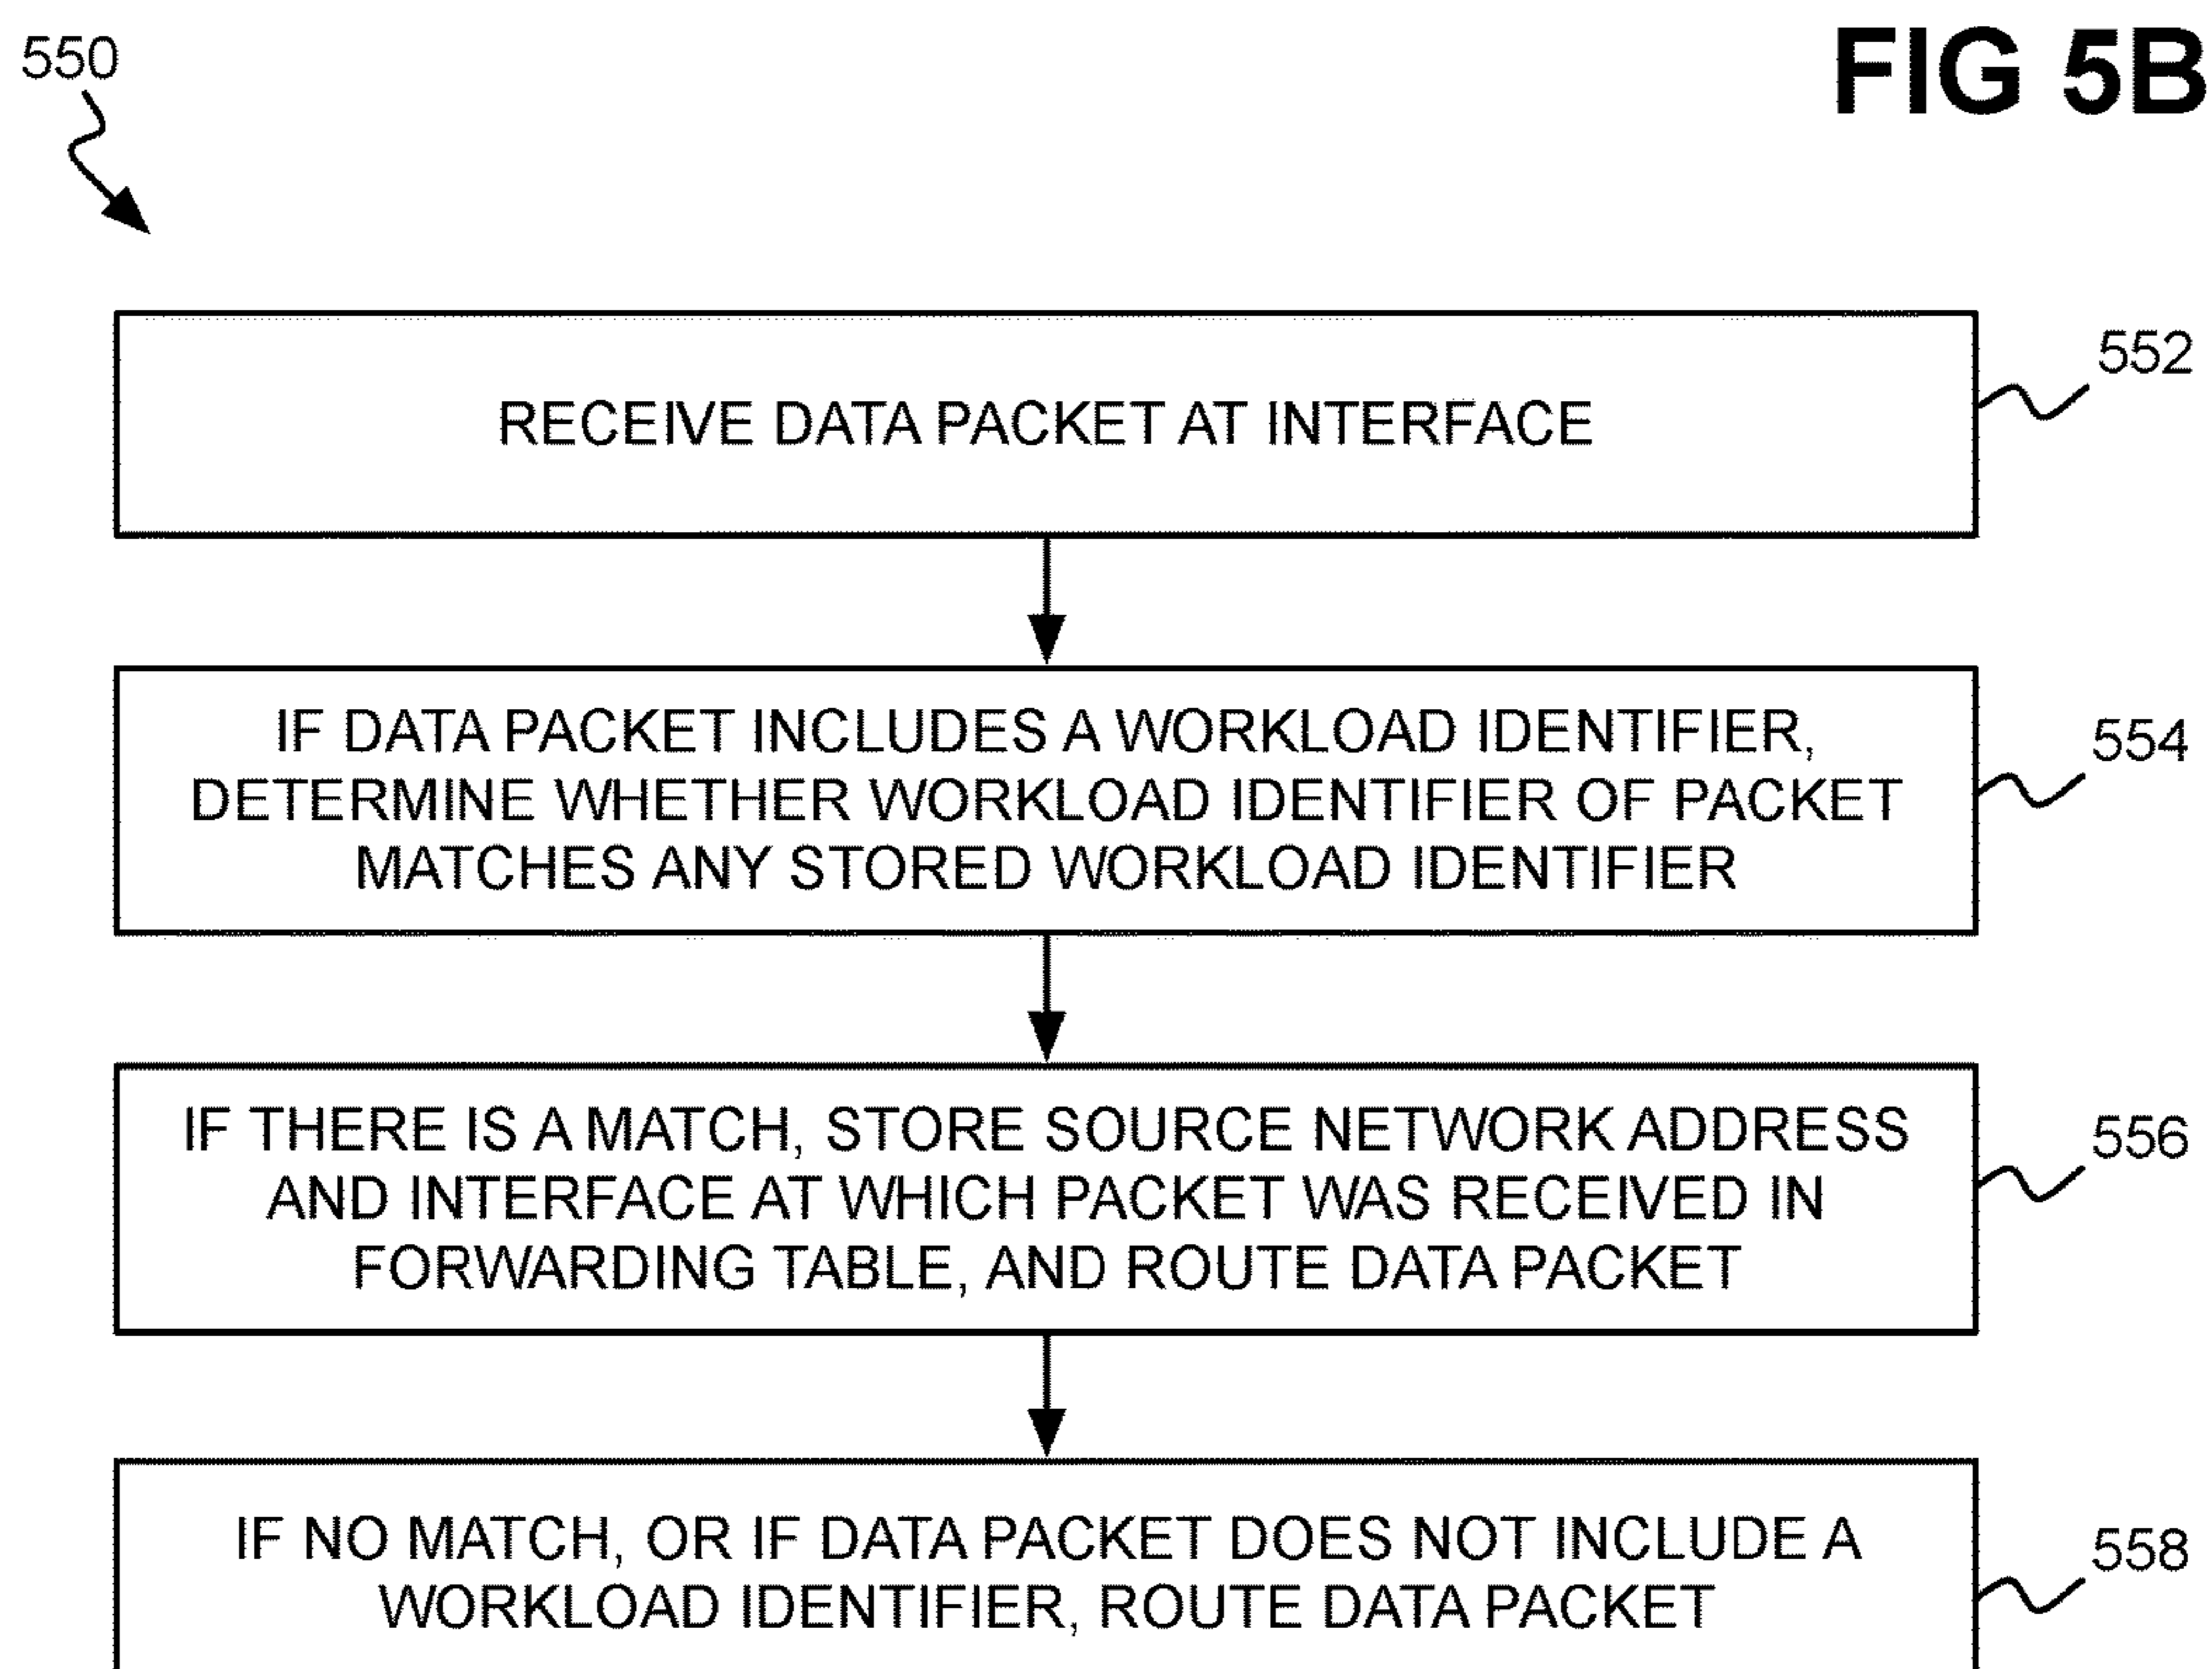 FIG 5B
550
RECEIVE DATA PACKET AT INTERFACE
552
IF DATA PACKET INCLUDES A WORKLOAD IDENTIFIER,
DETERMINE WHETHER WORKLOAD IDENTIFIER OF PACKET
MATCHES ANY STORED WORKLOAD IDENTIFIER
554
IF THERE IS A MATCH, STORE SOURCE NETWORK ADDRESS
AND INTERFACE AT WHICH PACKET WAS RECEIVED IN
FORWARDING TABLE, AND ROUTE DATA PACKET
556
IF NO MATCH, OR IF DATA PACKET DOES NOT INCLUDE A
WORKLOAD IDENTIFIER, ROUTE DATA PACKET
558